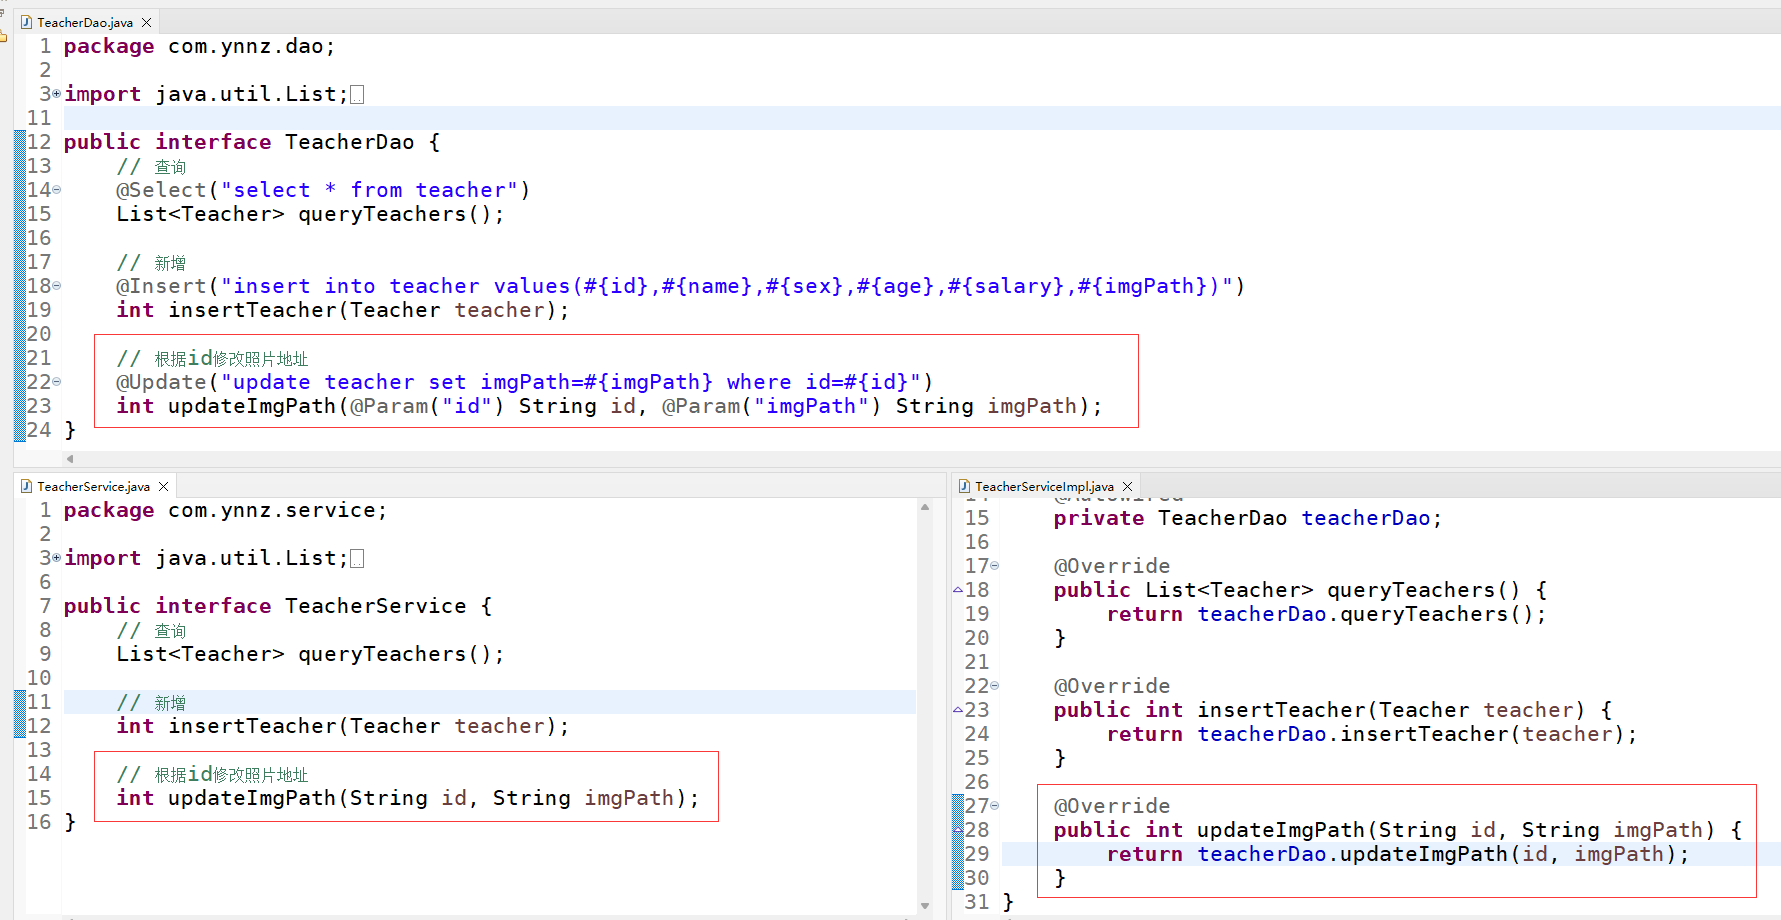 TeacherDao.java
1 package com.ynnz.dao;
2
3 import java.util.List;
11
12 public interface TeacherDao {
13 // 查询
14 @Select("select * from teacher")
15 List<Teacher> queryTeachers();
16
17 // 新增
18 @Insert("insert into teacher values(#{id},#{name},#{sex},#{age},#{salary},#{imgPath})")
19 int insertTeacher(Teacher teacher);
20
21 // 根据id修改照片地址
22 @Update("update teacher set imgPath=#{imgPath} where id=#{id}")
23 int updateImgPath(@Param("id") String id, @Param("imgPath") String imgPath);
24 }
TeacherService.java
1 package com.ynnz.service;
2
3 import java.util.List;
6
7 public interface TeacherService {
8 // 查询
9 List<Teacher> queryTeachers();
10
11 // 新增
12 int insertTeacher(Teacher teacher);
13
14 // 根据id修改照片地址
15 int updateImgPath(String id, String imgPath);
16 }
TeacherServiceImpl.java
14 @Autowired
15 private TeacherDao teacherDao;
16
17 @Override
18 public List<Teacher> queryTeachers() {
19 return teacherDao.queryTeachers();
20 }
21
22 @Override
23 public int insertTeacher(Teacher teacher) {
24 return teacherDao.insertTeacher(teacher);
25 }
26
27 @Override
28 public int updateImgPath(String id, String imgPath) {
29 return teacherDao.updateImgPath(id, imgPath);
30 }
31 }